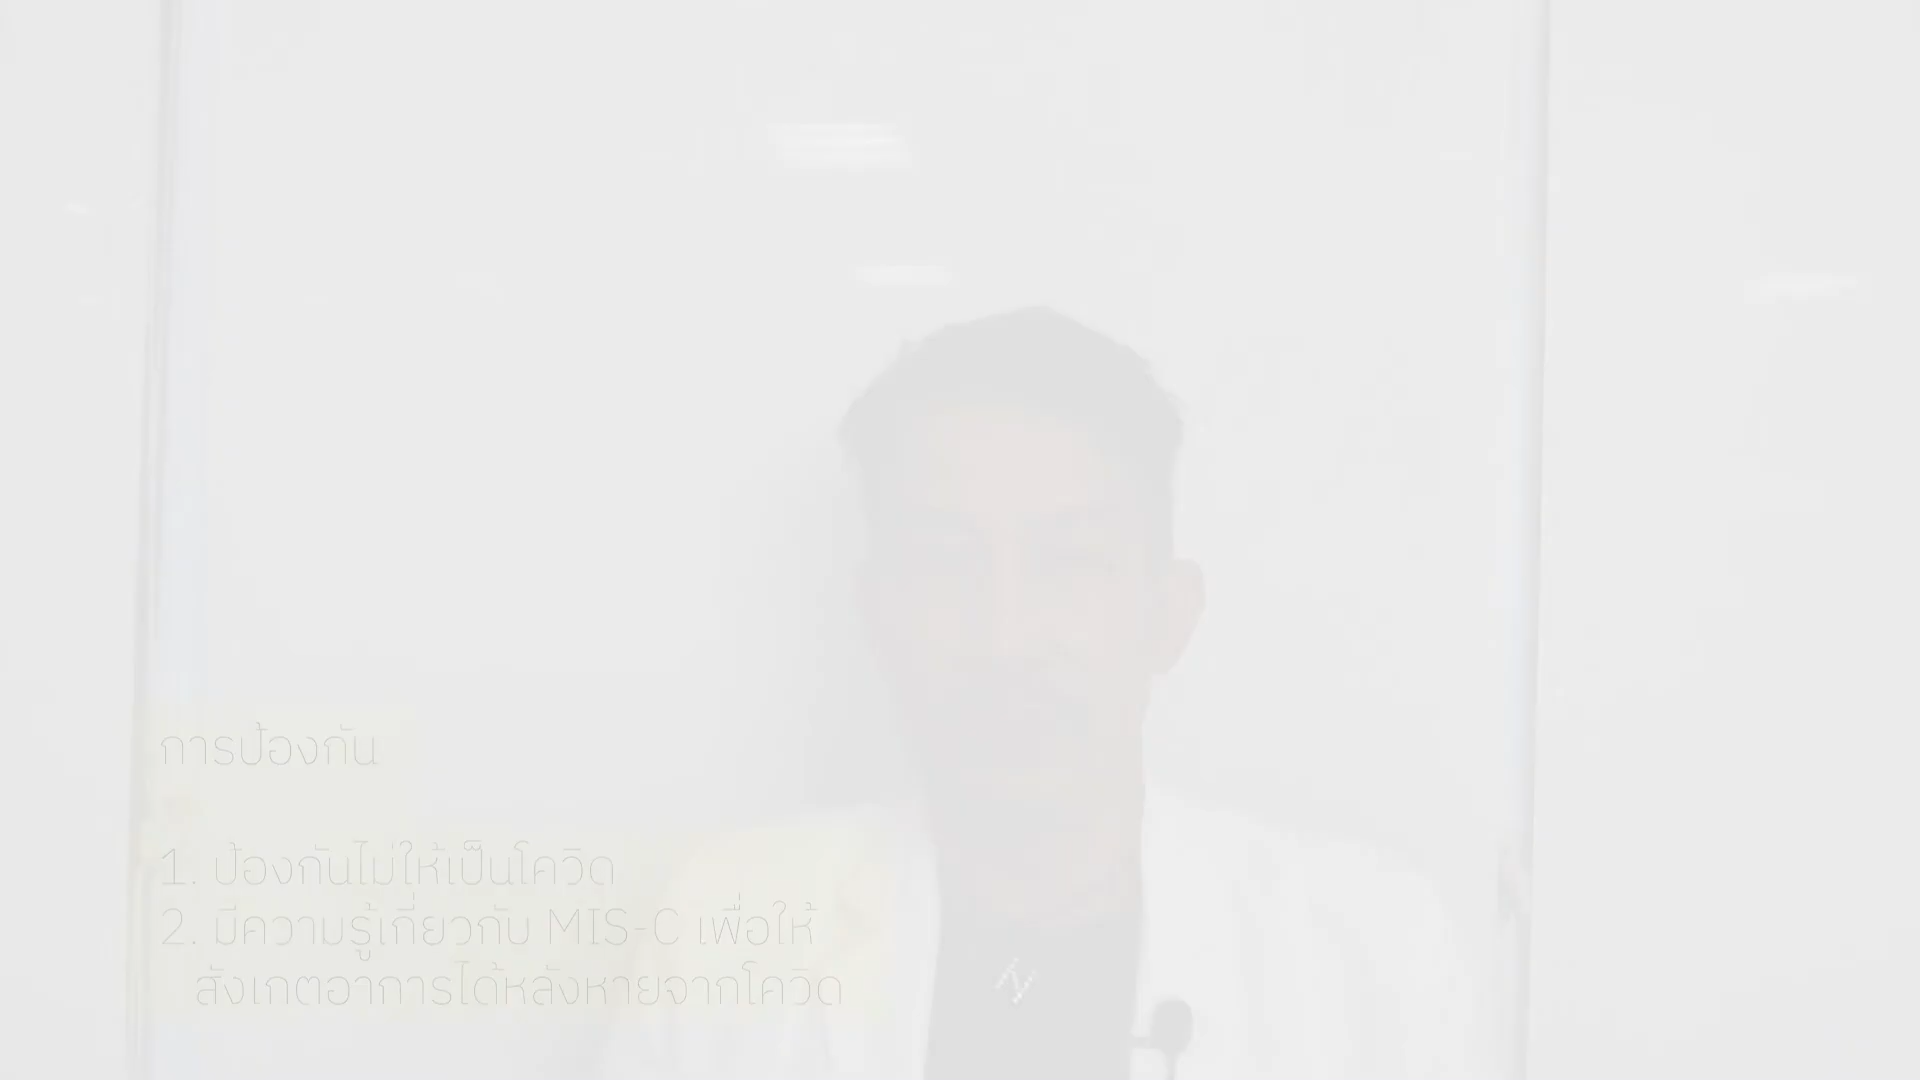 การป้องกัน
1. ป้องกันไม่ให้เป็นโควิด
2. มีความรู้เกี่ยวกับ MIS-C เพื่อให้
สังเกตอาการได้หลังหายจากโควิด